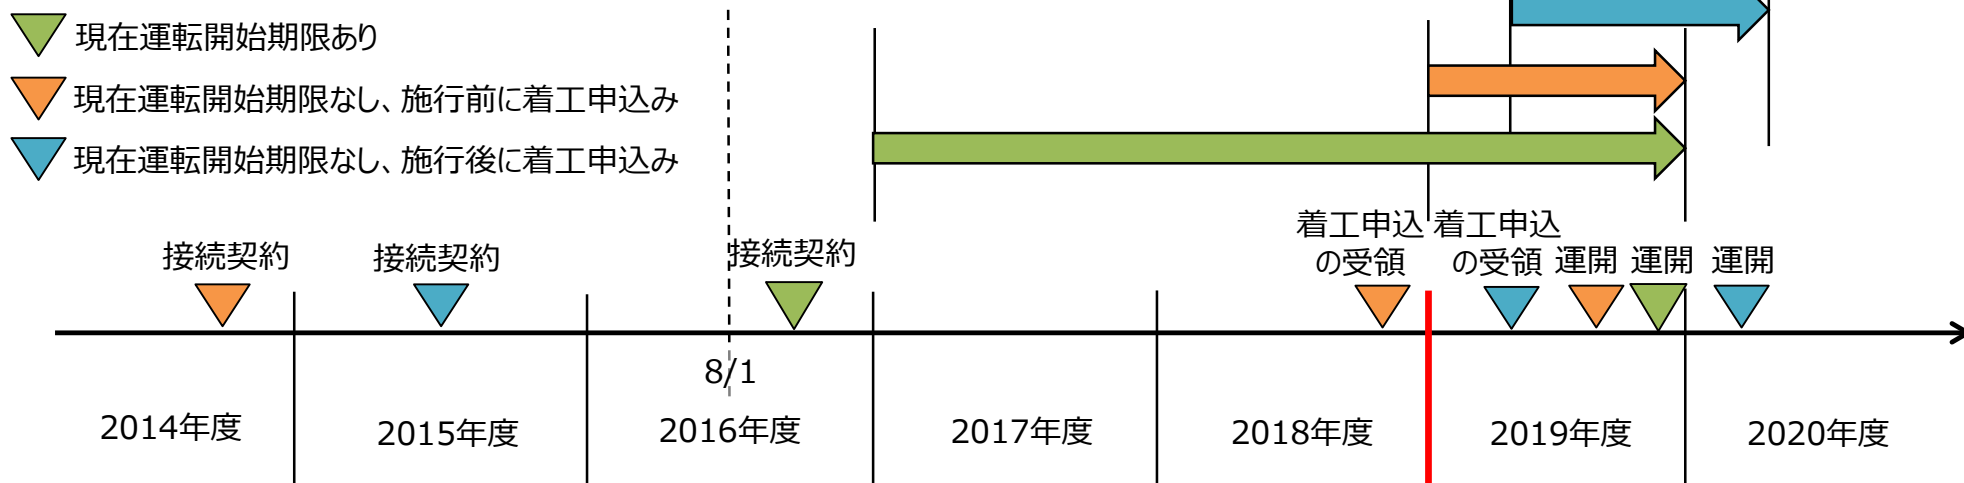 現在運転開始期限あり
現在運転開始期限なし、施行前に着工申込み
現在運転開始期限なし、施行後に着工申込み
接続契約
接続契約
接続契約
着工申込
の受領
着工申込
の受領
運開
運開
運開
8/1
2014年度
2015年度
2016年度
2017年度
2018年度
2019年度
2020年度